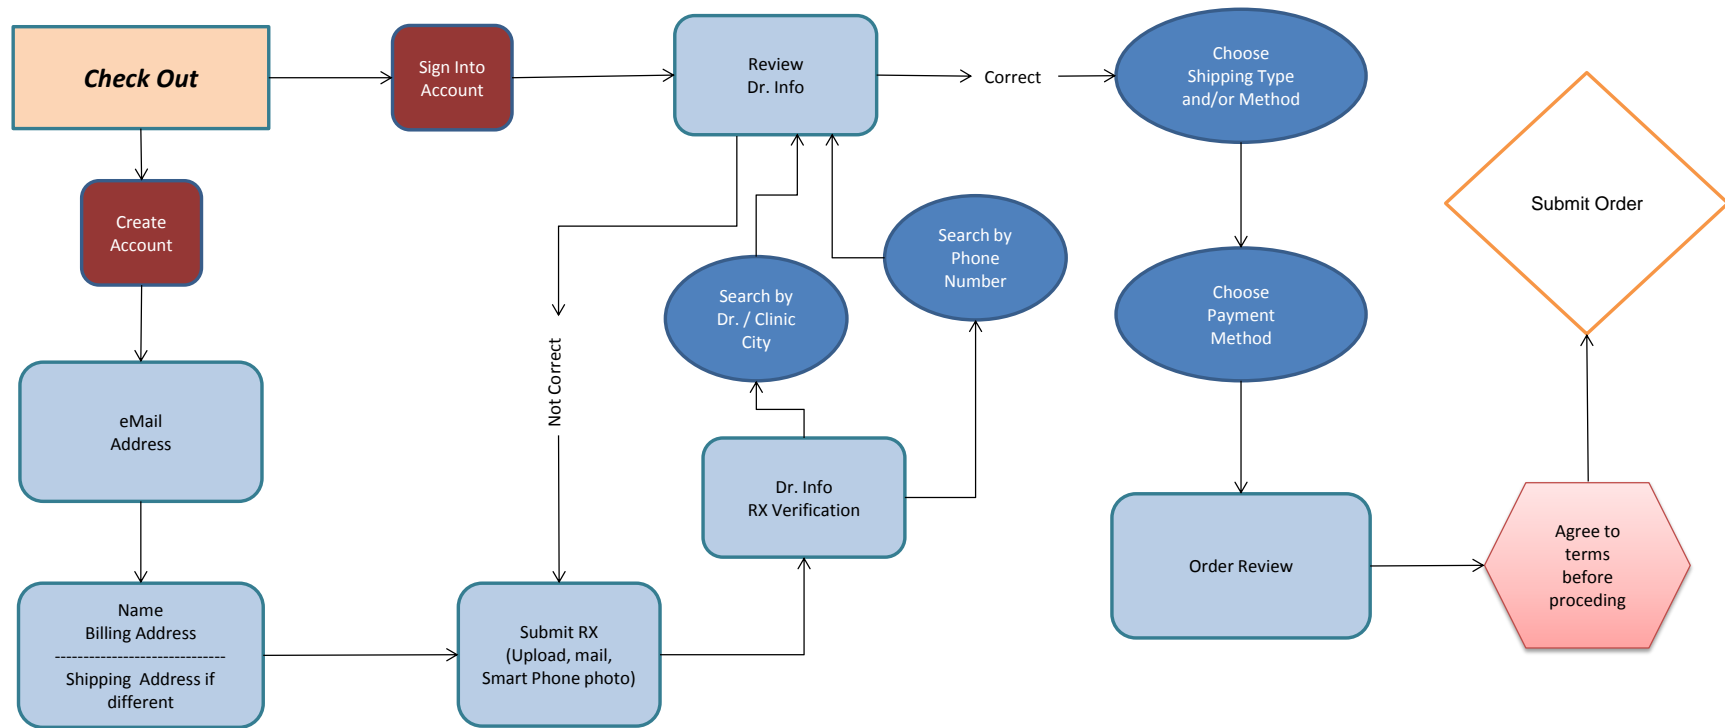 Check Out
Sign Into
Account
Review
Dr. Info
Correct
Choose
Shipping Type
and/or Method
Create
Account
Search by
Phone
Number
Submit Order
Search by
Dr. / Clinic
City
Choose
Payment
Method
Not Correct
eMail
Address
Dr. Info
RX Verification
Order Review
Agree to
terms
before
proceding
Name
Billing Address
------------------------------
Shipping  Address if
different
Submit RX
(Upload, mail,
Smart Phone photo)